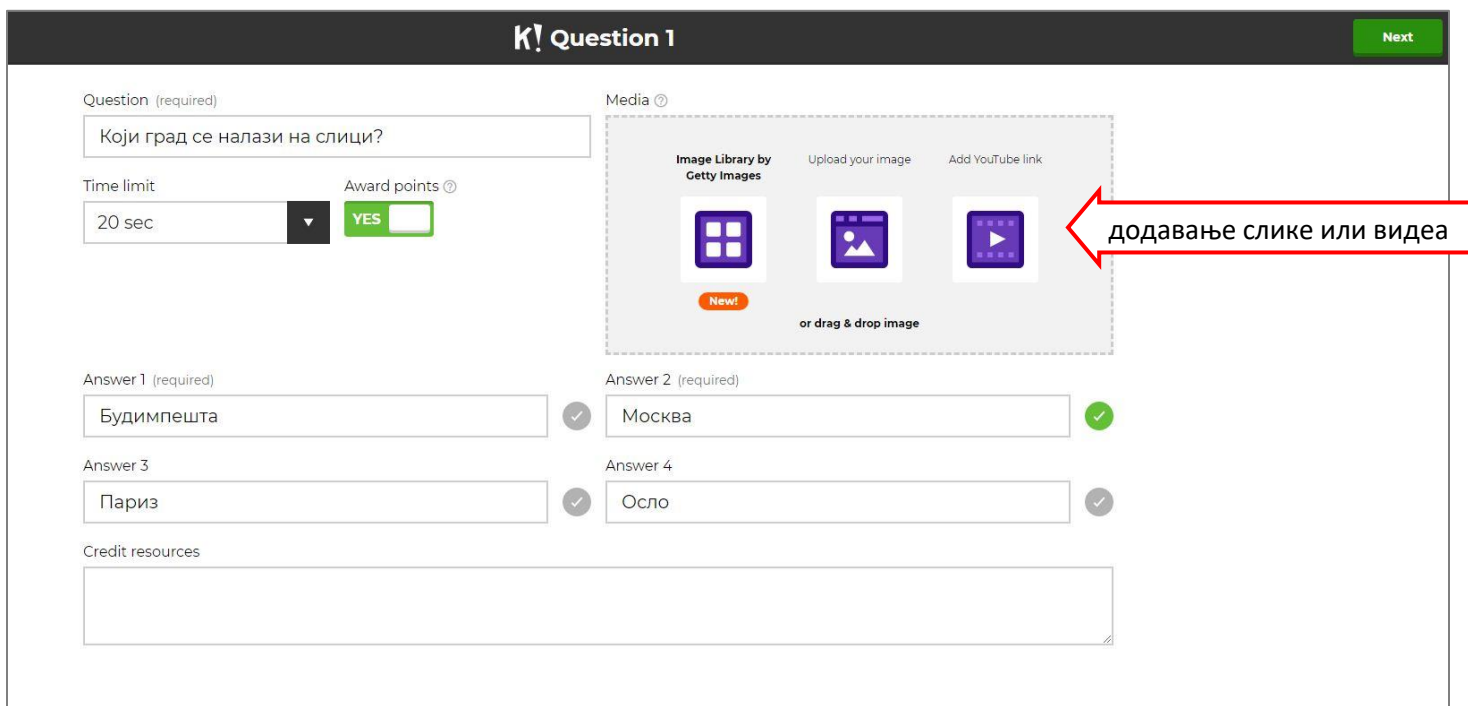 K! Question 1
Next
Question (required)
Који град се налази на слици?
Time limit
20 sec
Award points
YES
Media
Image Library by
Getty Images
New!
Upload your image
Add YouTube link
or drag & drop image
додавање слике или видеа
Answer 1 (required)
Будимпешта
Answer 2 (required)
Москва
Answer 3
Париз
Answer 4
Осло
Credit resources